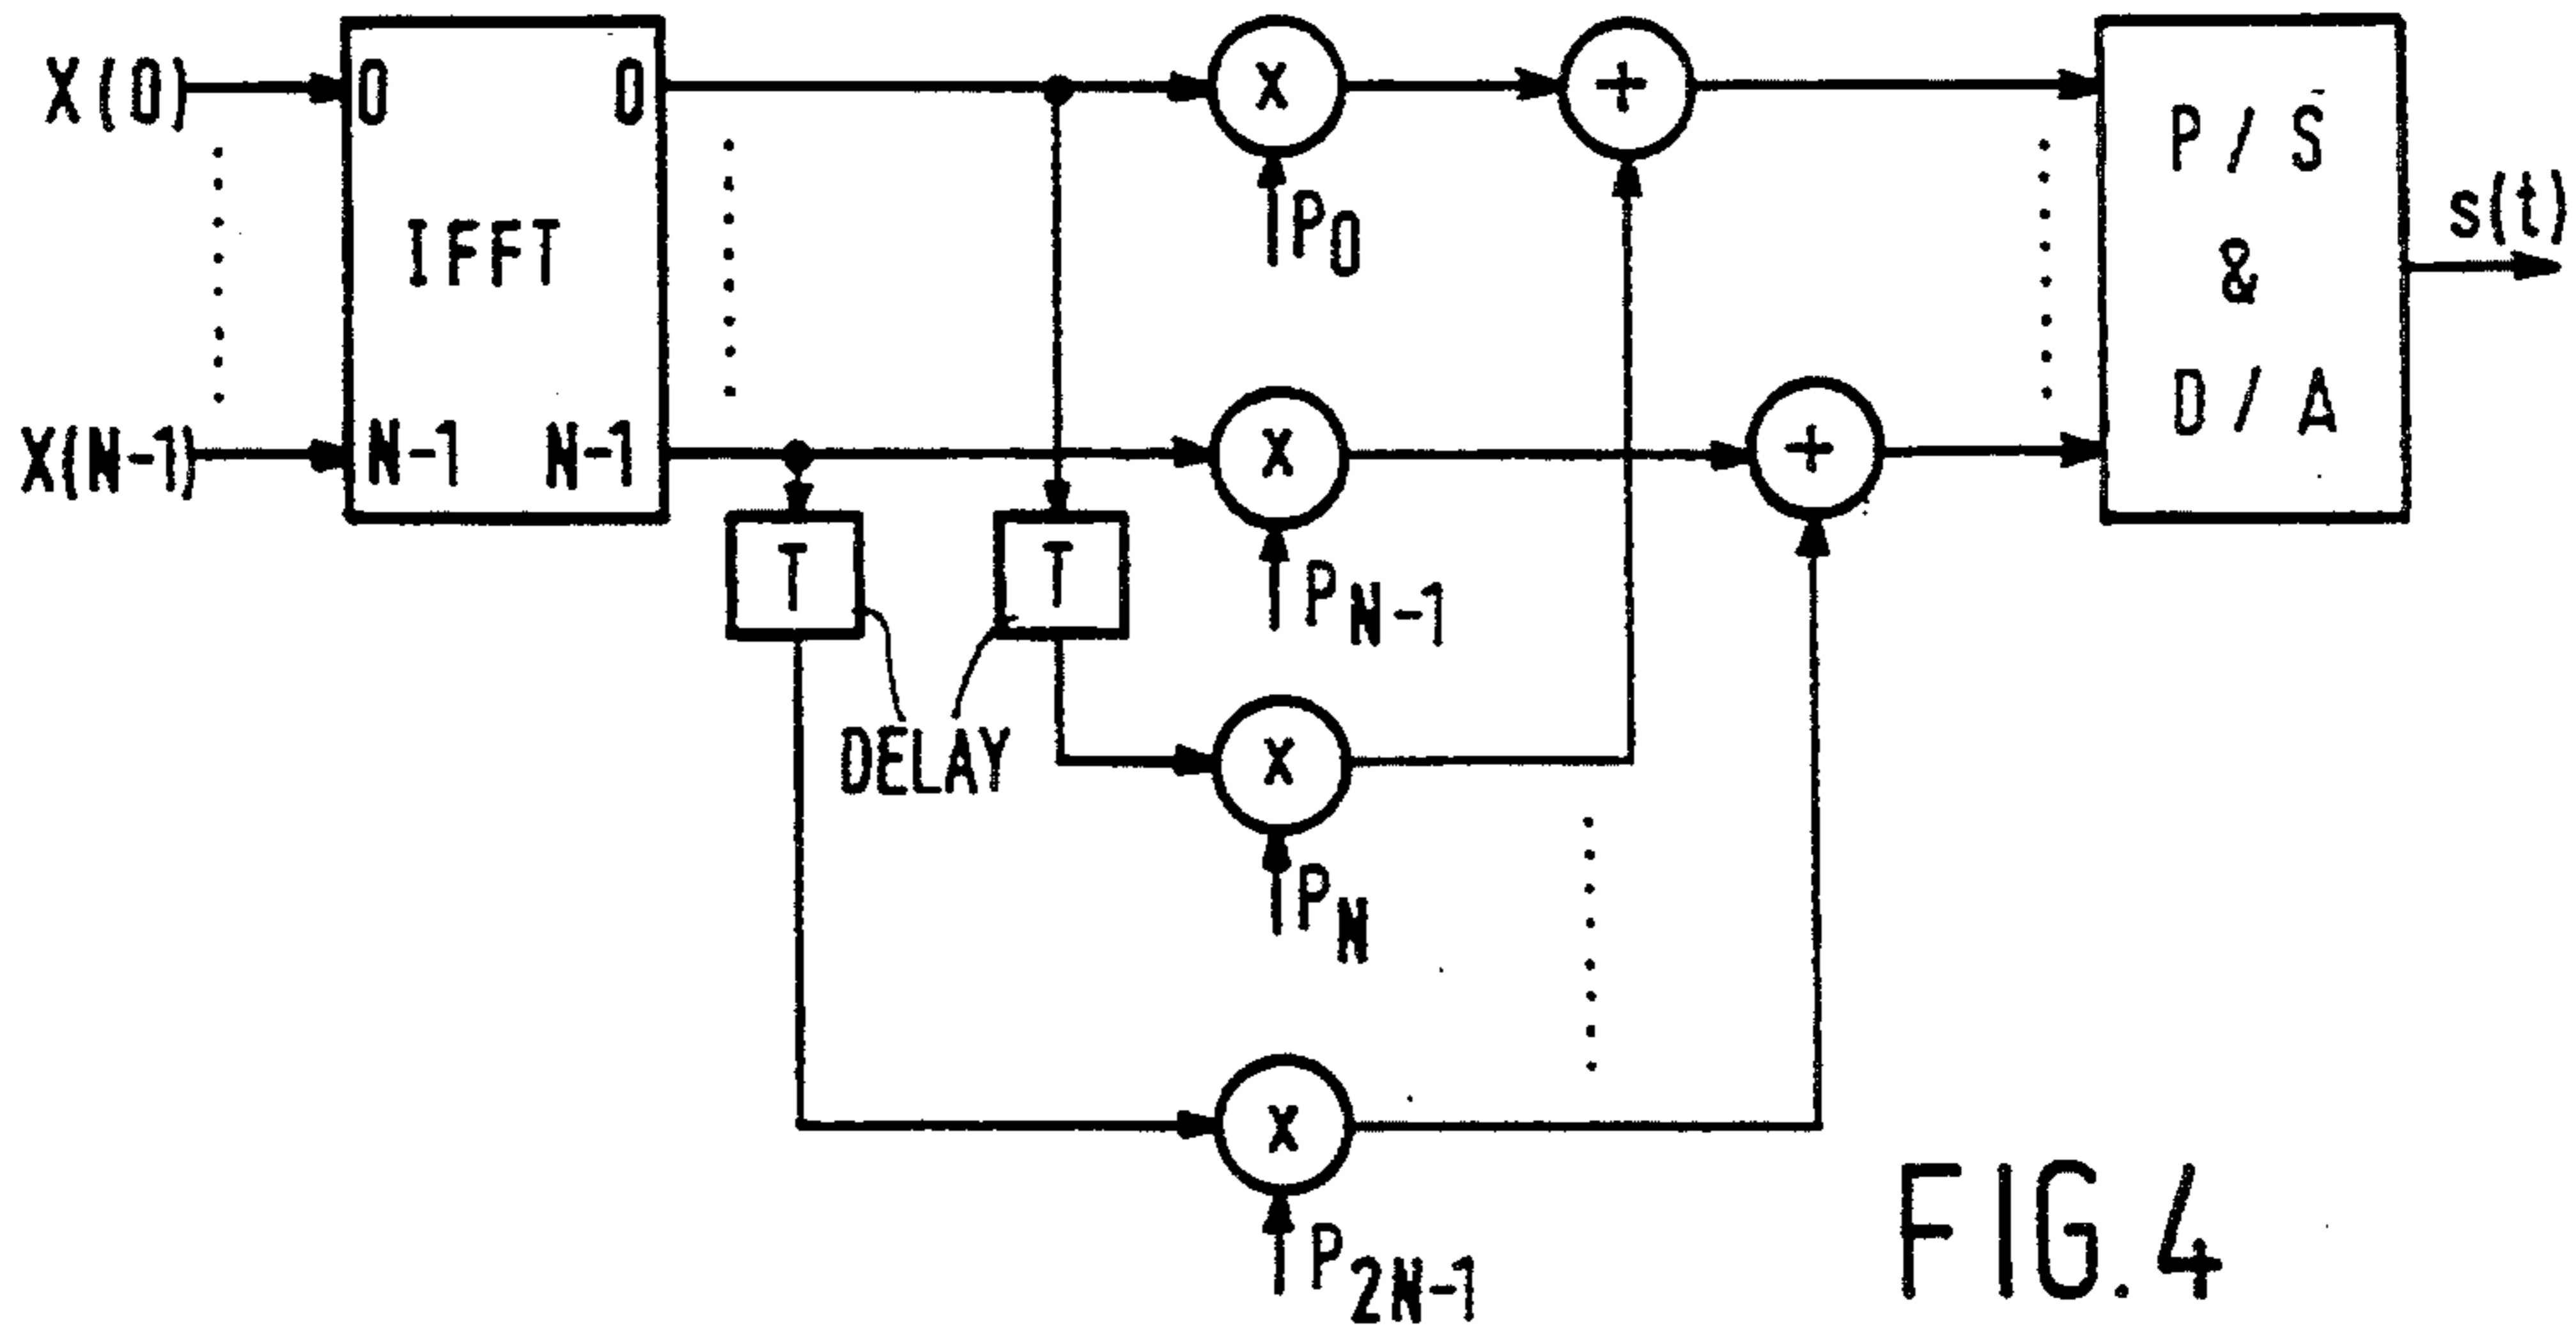 X(0)
0
0
IFFT
X(N-1)
N-1
N-1
X
P0
+
X
PN-1
+
P/S
&
D/A
s(t)
T
T
DELAY
X
PN
X
P2N-1
FIG.4